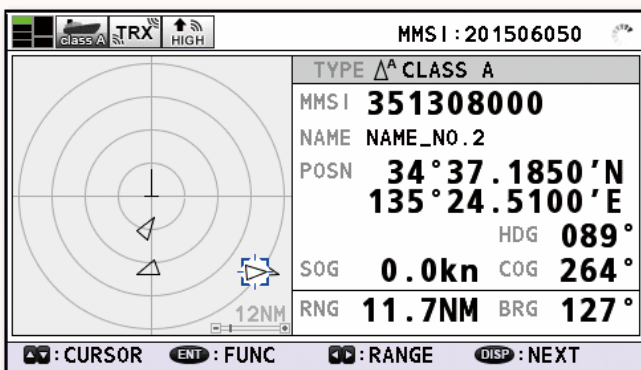 class A TRX HIGH MMSI:201506050
TYPE A CLASS A
MMSI 351308000
NAME NAME_NO.2
POSN 34°37.1850'N
135°24.5100'E
HDG 089°
SOG 0.0kn COG 264°
12NM RNG 11.7NM BRG 127°
:CURSOR ENT:FUNC :RANGE DISP:NEXT